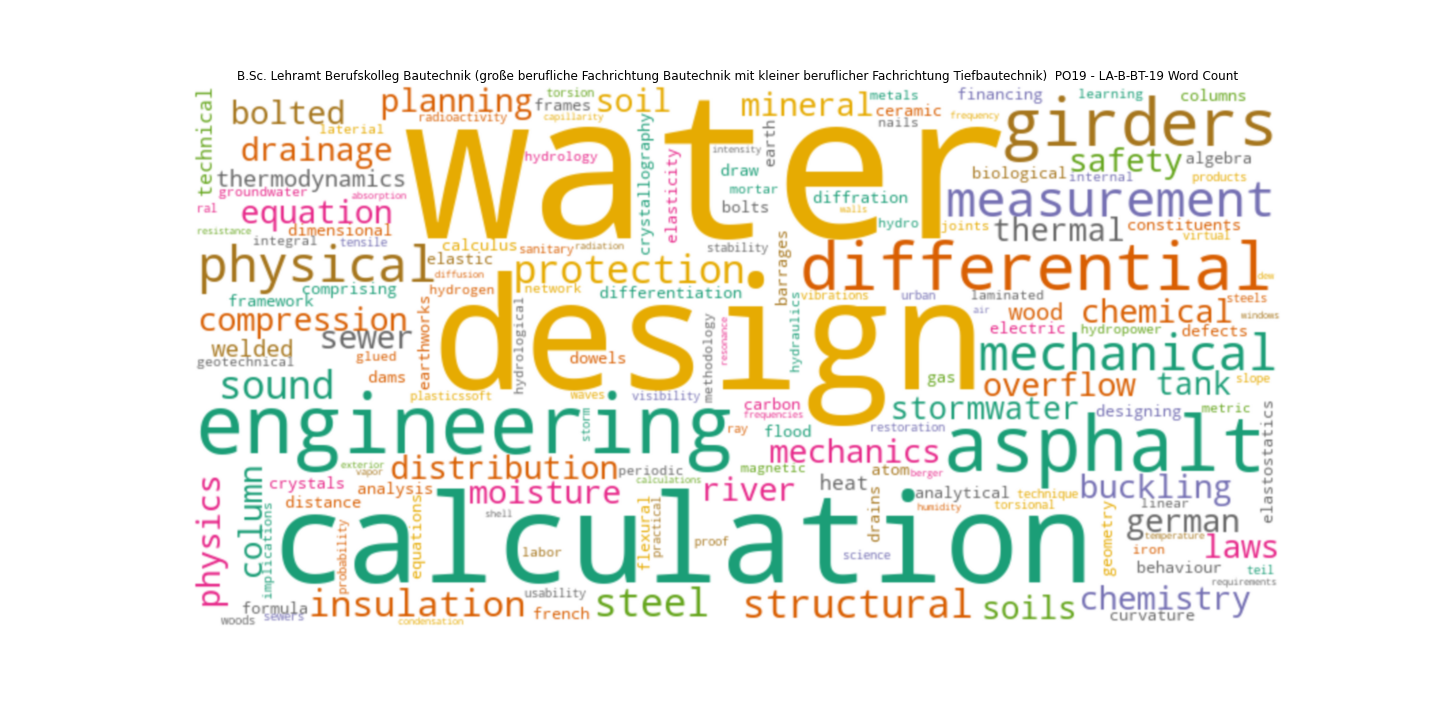 B.Sc. Lehramt Berufskolleg Bautechnik (große berufliche Fachrichtung Bautechnik mit kleiner beruflicher Fachrichtung Tiefbautechnik)  PO19 - LA-B-BT-19 Word Count
technical
bolted
planning
torsion
frames
soil
mineral
metals
ceramic
nails
financing
learning
columns
radioactivity
capillarity
frequency
laterial
water
girders
drainage
hydrology
crystallography
elasticity
intensity
earth
draw
safety
algebra
thermodynamics
groundwater
absorption
mortar
bolts
diffration
walls
biological
internal
products
measurement
ral
equation
dimensional
resistance
integral
tensile
hydro
joints
thermal
constituents
virtual
calculus
sanitary
radiation
stability
physical
elastic
diffusion
protection
barrages
differential
dew
comprising
hydrogen
network
differentiation
vibrations
urban
laminated
steels
framework
air
windows
compression
sewer
earthworks
hydrological
design
methodology
resonance
hydraulics
wood
chemical
electric
hydropower
defects
welded
geotechnical
glued
dowels
mechanical
dams
sound
gas
overflow
tank
slope
plasticssoft
waves
visibility
engineering
storm
carbon
frequencies
ray
flood
stormwater
restoration
designing
metric
asphalt
elastostatics
mechanics
exterior
vapor
distribution
periodic
magnetic
calculations
atom
berger
physics
column
crystals
analysis
moisture
river
heat
drains
analytical
technique
buckling
distance
implications
probability
equations
shell
calculation
flexural
practical
humidity
torsional
geometry
linear
german
labor
proof
science
temperature
iron
laws
behaviour
teil
requirements
formula
insulation
usability
steel
structural
soils
chemistry
woods
sewers
condensation
french
curvature